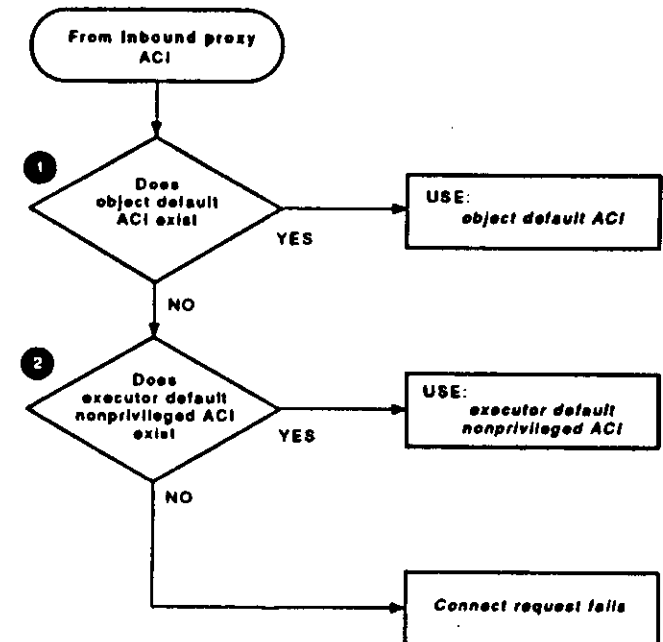 From Inbound proxy
ACI
1
Does
object default
ACI exist
YES
USE:
object default ACI
NO
2
Does
executor default
nonprivileged ACI
exist
YES
USE:
executor default
nonprivileged ACI
NO
Connect request fails